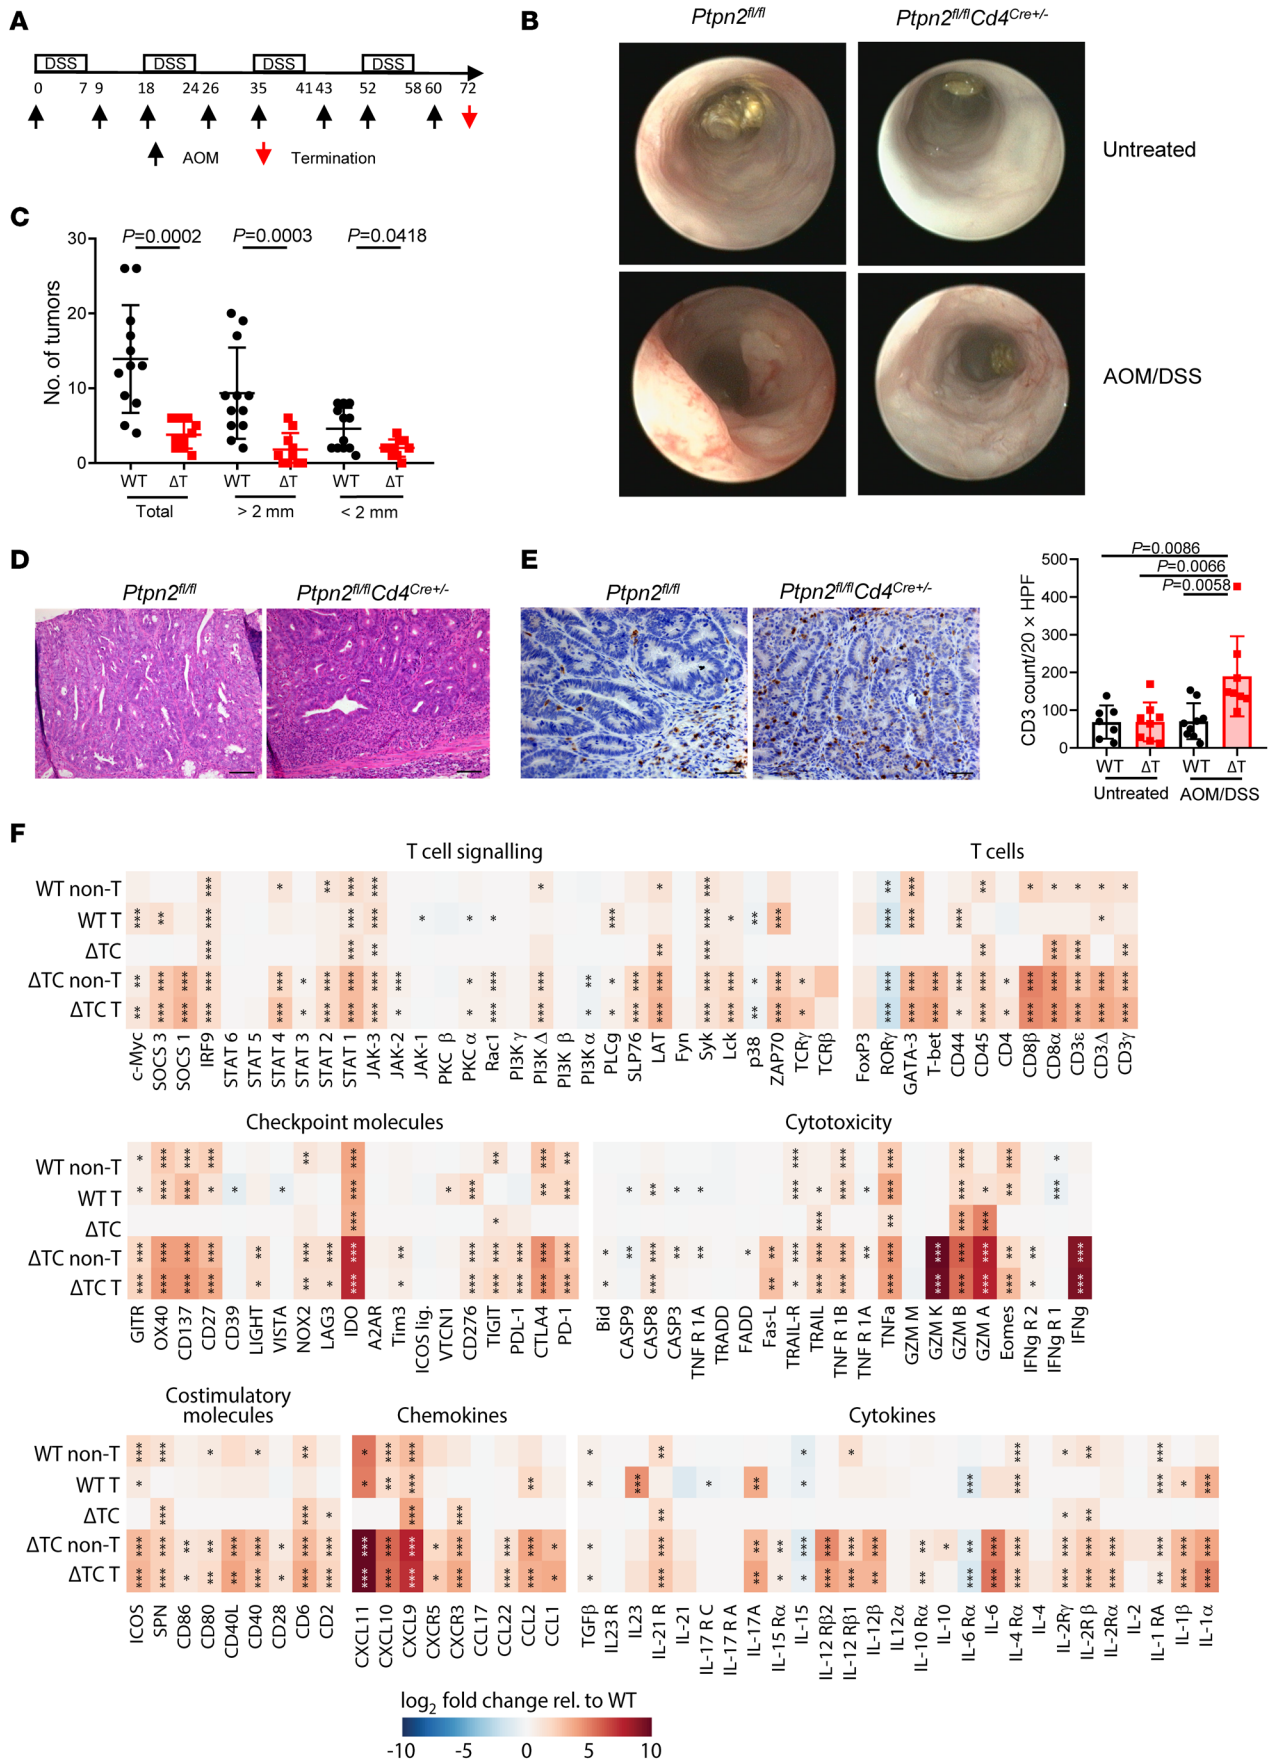 A
DSS DSS DSS DSS
0 7 9 18 24 26 35 41 43 52 58 60 72
AOM Termination
B
Ptpn2fl/fl Ptpn2fl/flCd4Cre+/-
Untreated
AOM/DSS
C
P=0.0002 P=0.0003 P=0.0418
No. of tumors
30
20
10
0
WT ΔT WT ΔT WT ΔT
Total > 2 mm < 2 mm
D
Ptpn2fl/fl Ptpn2fl/flCd4Cre+/-
E
Ptpn2fl/fl Ptpn2fl/flCd4Cre+/-
P=0.0086
P=0.0066
P=0.0058
CD3 count/20 × HPF
500
400
300
200
100
0
WT ΔT WT ΔT
Untreated AOM/DSS
F
T cell signalling T cells
WT non-T
WT T
ΔTC
ΔTC non-T
ΔTC T
c-Myc SOCS 3 SOCS 1 IRF9 STAT 6 STAT 5 STAT 4 STAT 3 STAT 2 STAT 1 JAK-3 JAK-2 JAK-1 PKC β PKC α Rac1 PI3K γ PI3K Δ PI3K β PI3K α PLCg SLP76 LAT Fyn Syk Lck p38 ZAP70 TCRγ TCRβ FoxP3 RORγ GATA-3 T-bet CD44 CD45 CD4 CD8β CD8α CD3ε CD3Δ CD3γ
Checkpoint molecules Cytotoxicity
WT non-T
WT T
ΔTC
ΔTC non-T
ΔTC T
GITR OX40 CD137 CD27 CD39 LIGHT VISTA NOX2 LAG3 IDO A2AR Tim3 ICOS lig. VTCN1 CD276 TIGIT PDL-1 CTLA4 PD-1 Bid CASP9 CASP8 CASP3 TNF R 1A TRADD FADD Fas-L TRAIL-R TRAIL TNF R 1B TNF R 1A TNFa GZM M GZM K GZM B GZM A Eomes IFNg R 2 IFNg R 1 IFNg
Costimulatory
molecules Chemokines Cytokines
WT non-T
WT T
ΔTC
ΔTC non-T
ΔTC T
ICOS SPN CD86 CD80 CD40L CD40 CD28 CD6 CD2 CXCL11 CXCL10 CXCL9 CXCR5 CXCR3 CCL17 CCL22 CCL2 CCL1 TGFβ IL23 R IL23 IL-21 R IL-21 IL-17 R C IL-17 R A IL-17A IL-15 Rα IL-15 IL-12 Rβ2 IL-12 Rβ1 IL-12β IL12α IL-10 Rα IL-10 IL-6 Rα IL-6 IL-4 Rα IL-4 IL-2Rγ IL-2R β IL-2Rα IL-2 IL-1 RA IL-1β IL-1α
log2 fold change rel. to WT
-10 -5 0 5 10